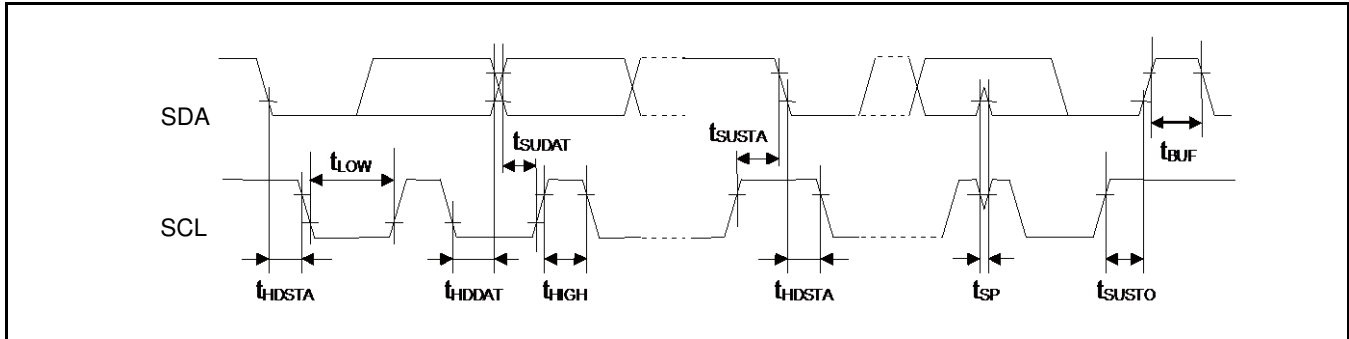 SDA
tSUDAT
tSUSTA
tBUF
tLOW
SCL
tHDSTA
tHDDAT
tHIGH
tHDSTA
tSP
tSUSTO